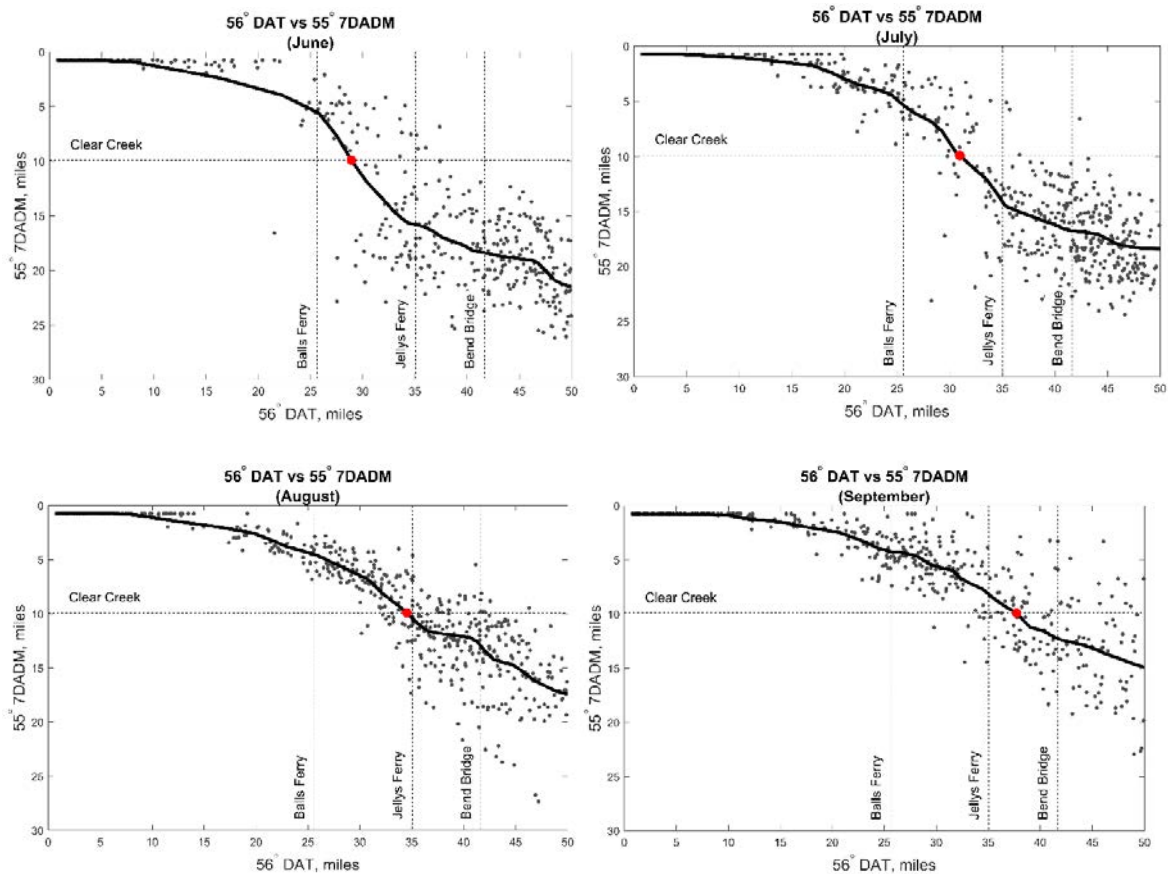 56° DAT vs 55° 7DADM
(June)
0
5
10
15
20
25
30
55° 7DADM, miles
Clear Creek
Balls Ferry
Jellys Ferry
Bend Bridge
0 5 10 15 20 25 30 35 40 45 50
56° DAT, miles
56° DAT vs 55° 7DADM
(July)
0
5
10
15
20
25
30
55° 7DADM, miles
Clear Creek
Balls Ferry
Jellys Ferry
Bend Bridge
0 5 10 15 20 25 30 35 40 45 50
56° DAT, miles
56° DAT vs 55° 7DADM
(August)
0
5
10
15
20
25
30
55° 7DADM, miles
Clear Creek
Balls Ferry
Jellys Ferry
Bend Bridge
0 5 10 15 20 25 30 35 40 45 50
56° DAT, miles
56° DAT vs 55° 7DADM
(September)
0
5
10
15
20
25
30
55° 7DADM, miles
Clear Creek
Balls Ferry
Jellys Ferry
Bend Bridge
0 5 10 15 20 25 30 35 40 45 50
56° DAT, miles